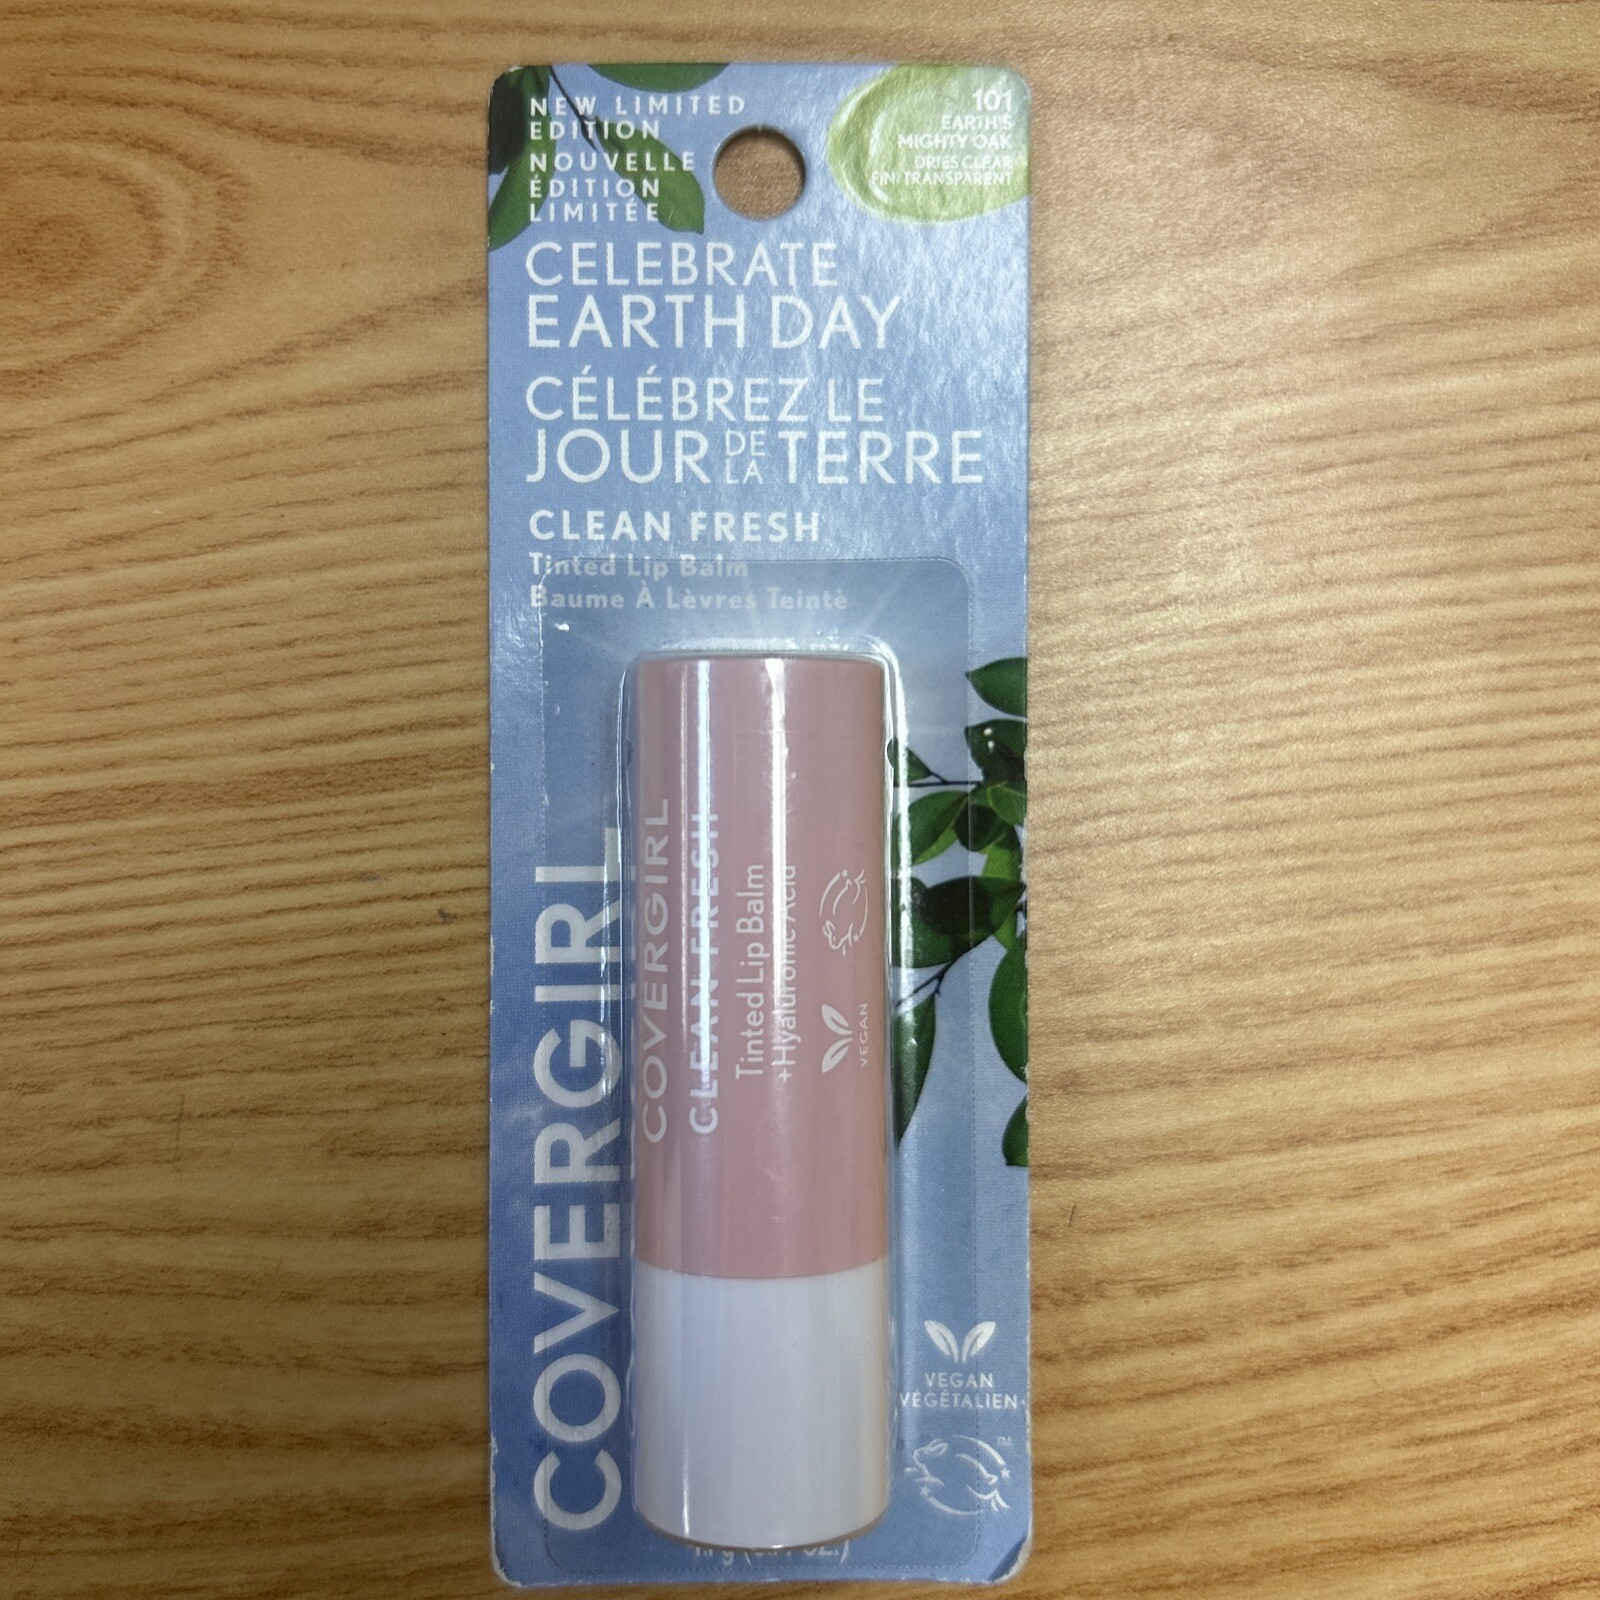 NEW LIMITED
EDITION
NOUVELLE
ÉDITION
LIMITÉE
101
EARTH'S
MIGHTY OAK
DRIES CLEAR
FINI TRANSPARENT
CELEBRATE
EARTH DAY
CÉLÉBREZ LE
JOUR DE LA TERRE
CLEAN FRESH
Tinted Lip Balm
Baume À Lèvres Teintè
COVERGIRL
COVERGIRL
CLEAN FRESH
Tinted Lip Balm
+Hyaluronic Acid
VEGAN
VEGAN
VÉGÉTALIEN
TM